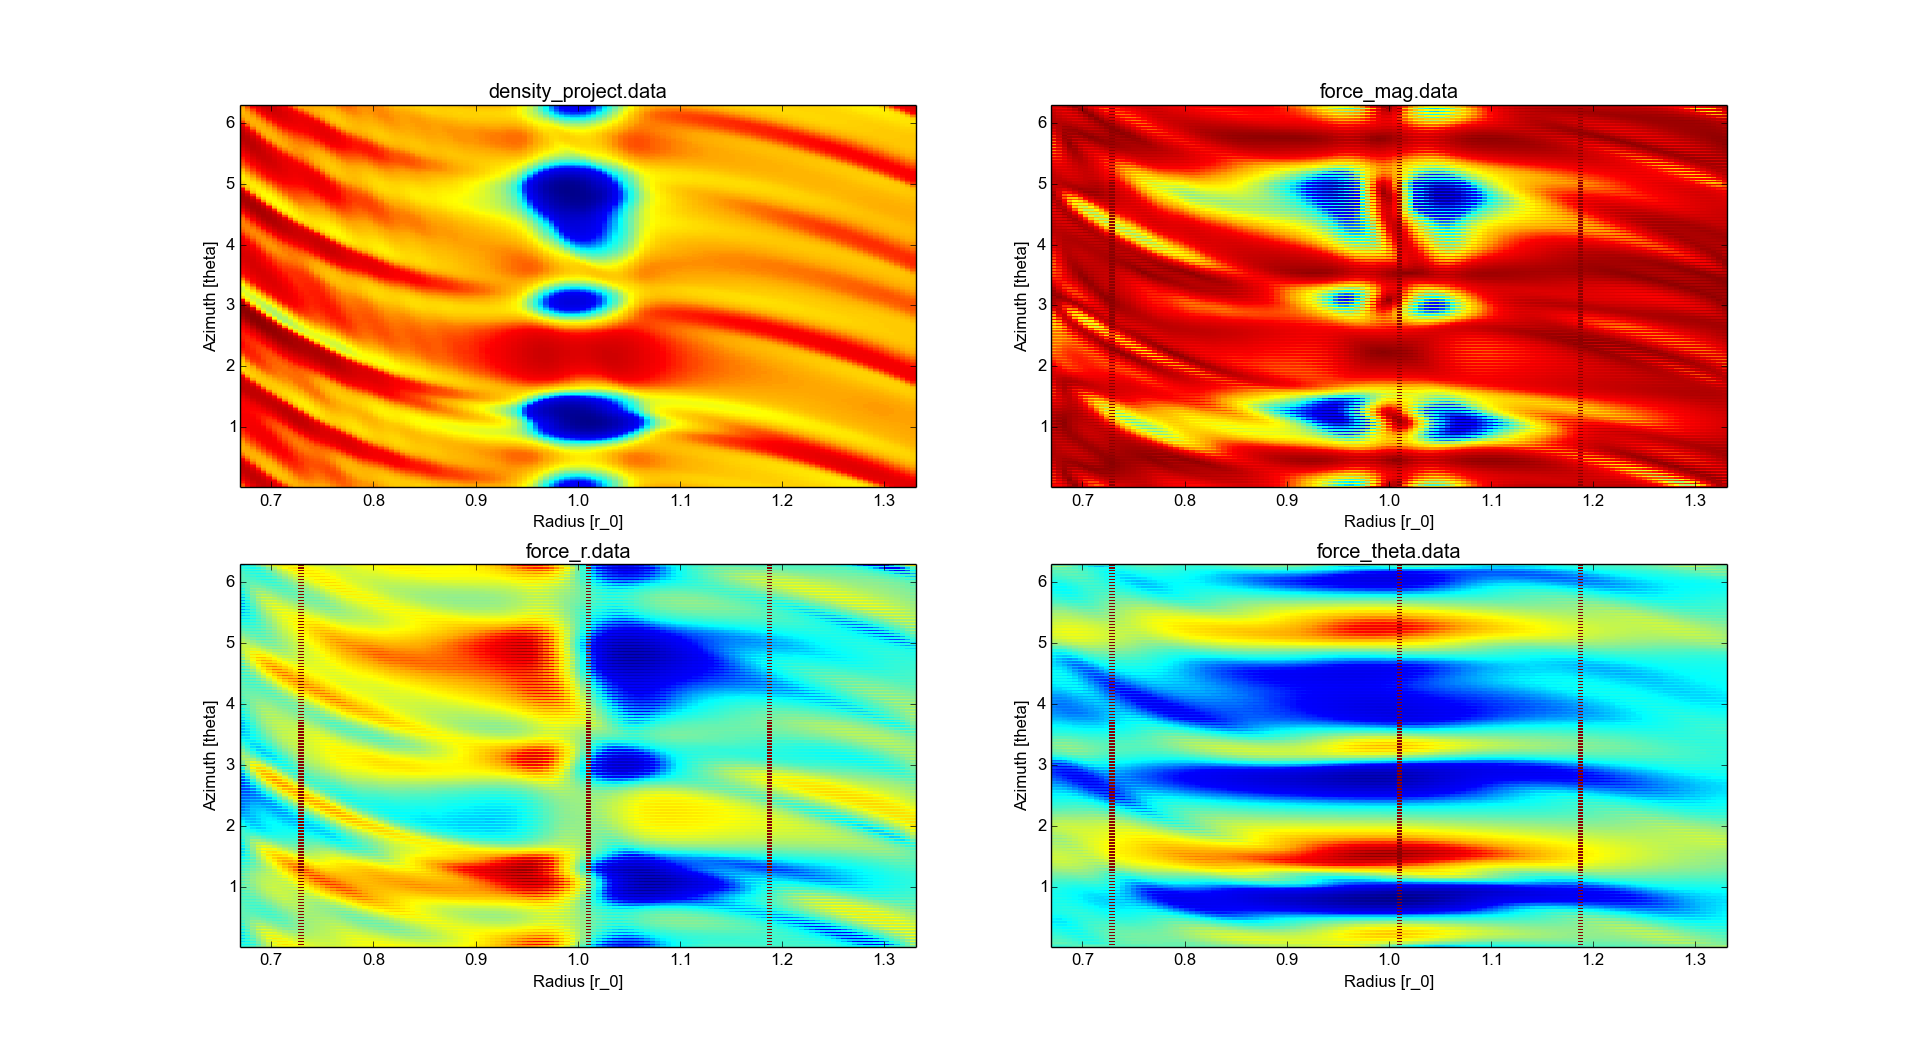 density_project.data
Azimuth [theta]
6
5
4
3
2
1
0.7 0.8 0.9 1.0 1.1 1.2 1.3
Radius [r_0]
force_mag.data
Azimuth [theta]
6
5
4
3
2
1
0.7 0.8 0.9 1.0 1.1 1.2 1.3
Radius [r_0]
force_r.data
Azimuth [theta]
6
5
4
3
2
1
0.7 0.8 0.9 1.0 1.1 1.2 1.3
Radius [r_0]
force_theta.data
Azimuth [theta]
6
5
4
3
2
1
0.7 0.8 0.9 1.0 1.1 1.2 1.3
Radius [r_0]